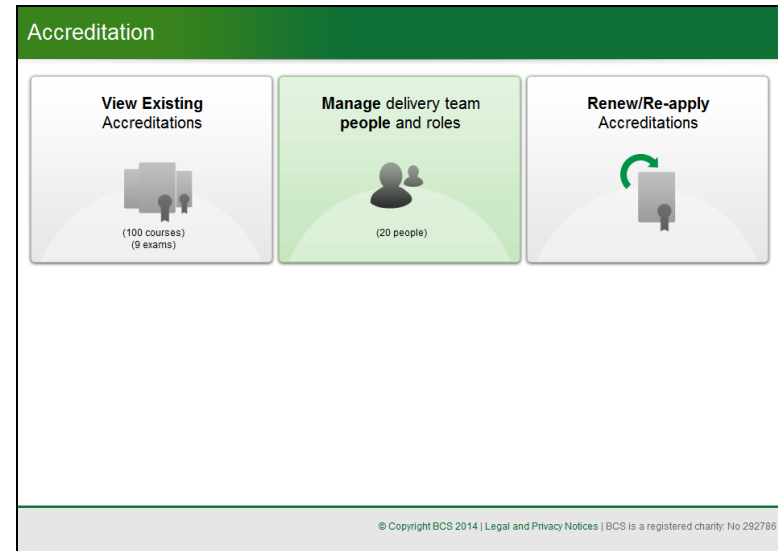 Accreditation
View Existing
Accreditations
(100 courses)
(9 exams)
Manage delivery team
people and roles
(20 people)
Renew/Re-apply
Accreditations
© Copyright BCS 2014 | Legal and Privacy Notices | BCS is a registered charity: No 292786